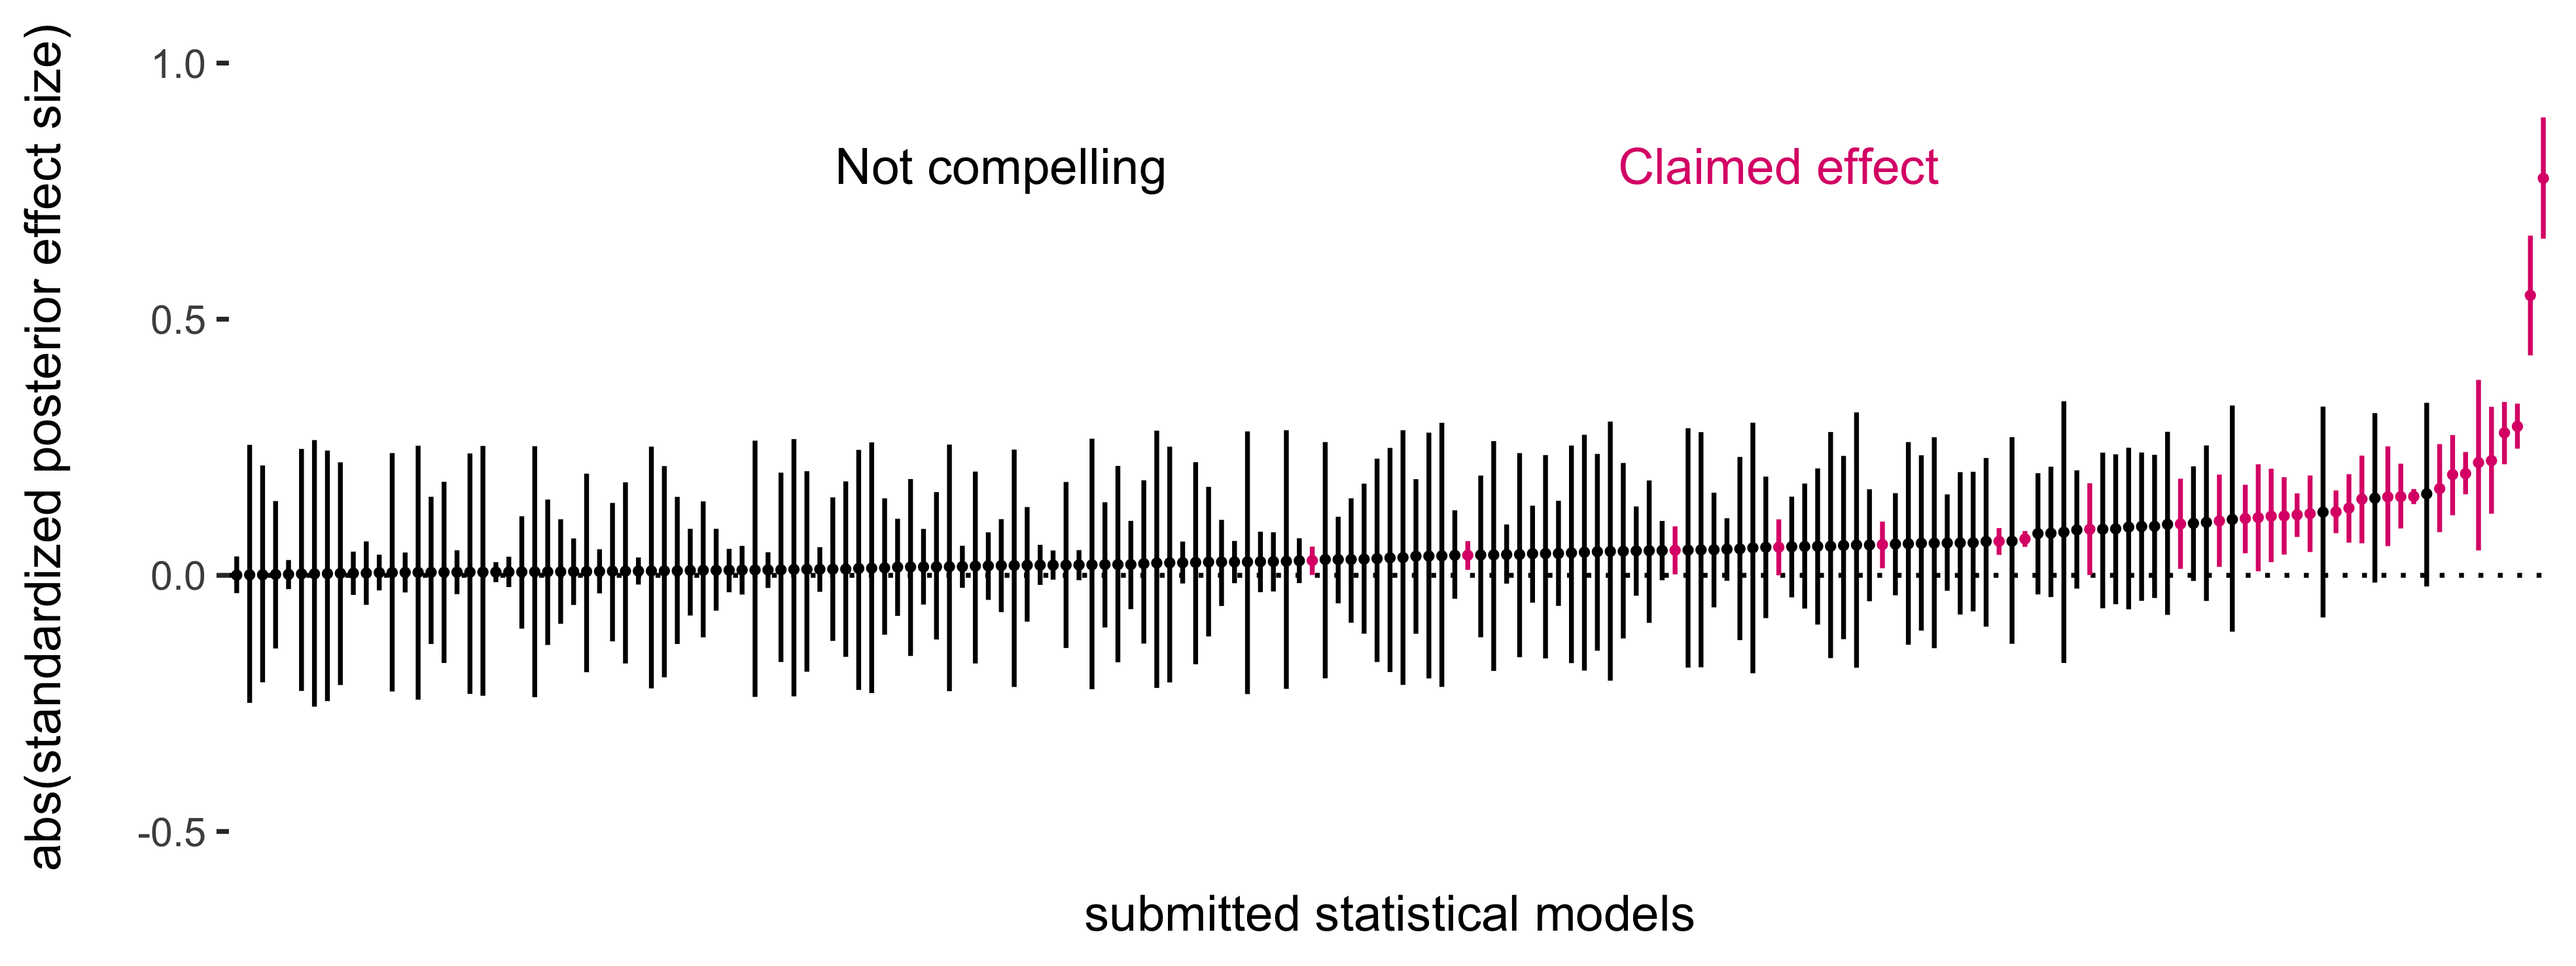 abs(standardized posterior effect size)
1.0
0.5
0.0
-0.5
Not compelling
Claimed effect
submitted statistical models